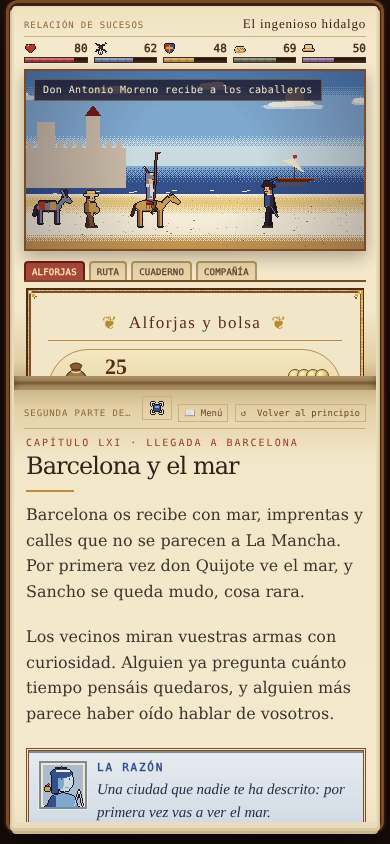 RELACIÓN DE SUCESOS
El ingenioso hidalgo
80 62 48 69 50
Don Antonio Moreno recibe a los caballeros
ALFORJAS RUTA CUADERNO COMPAÑÍA
Alforjas y bolsa
25
SEGUNDA PARTE DE…
Menú
↺ Volver al principio
CAPÍTULO LXI · LLEGADA A BARCELONA
Barcelona y el mar
Barcelona os recibe con mar, imprentas y
calles que no se parecen a La Mancha.
Por primera vez don Quijote ve el mar, y
Sancho se queda mudo, cosa rara.
Los vecinos miran vuestras armas con
curiosidad. Alguien ya pregunta cuánto
tiempo pensáis quedaros, y alguien más
parece haber oído hablar de vosotros.
LA RAZÓN
Una ciudad que nadie te ha descrito: por
primera vez vas a ver el mar.